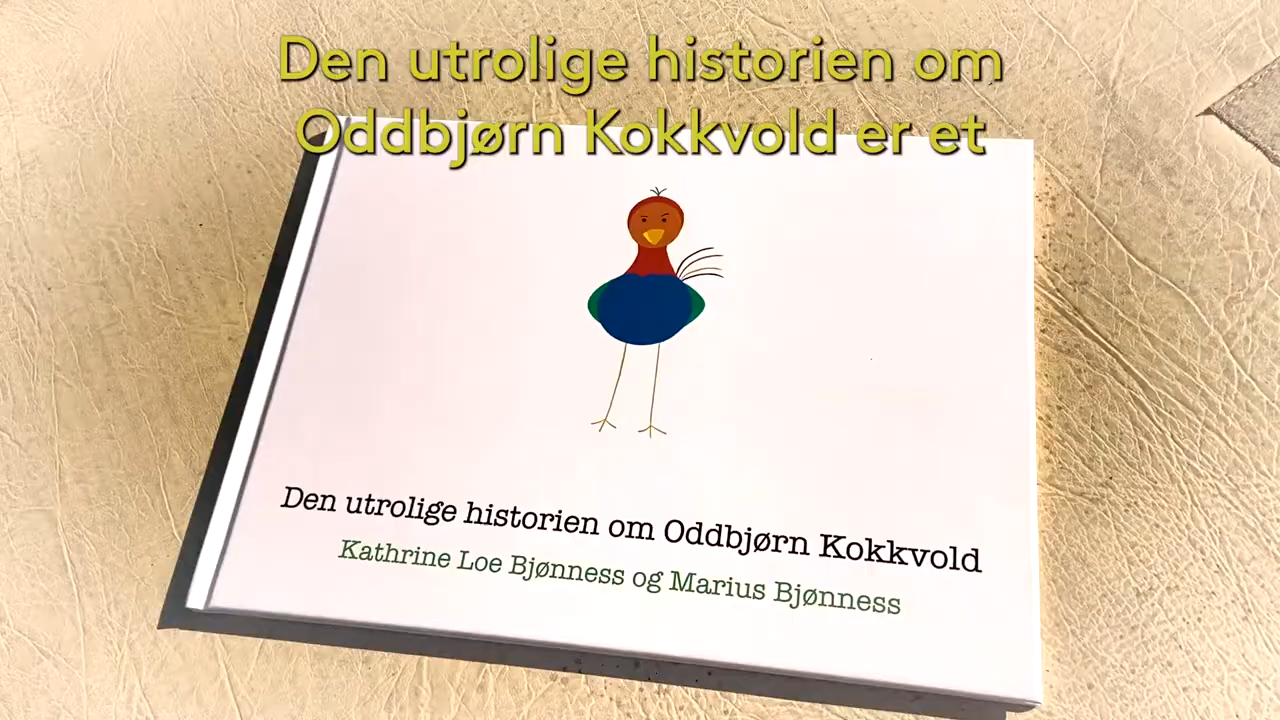 Den utrolige historien om
Oddbjørn Kokkvold er et
Den utrolige historien om Oddbjørn Kokkvold
Kathrine Loe Bjønness og Marius Bjønness